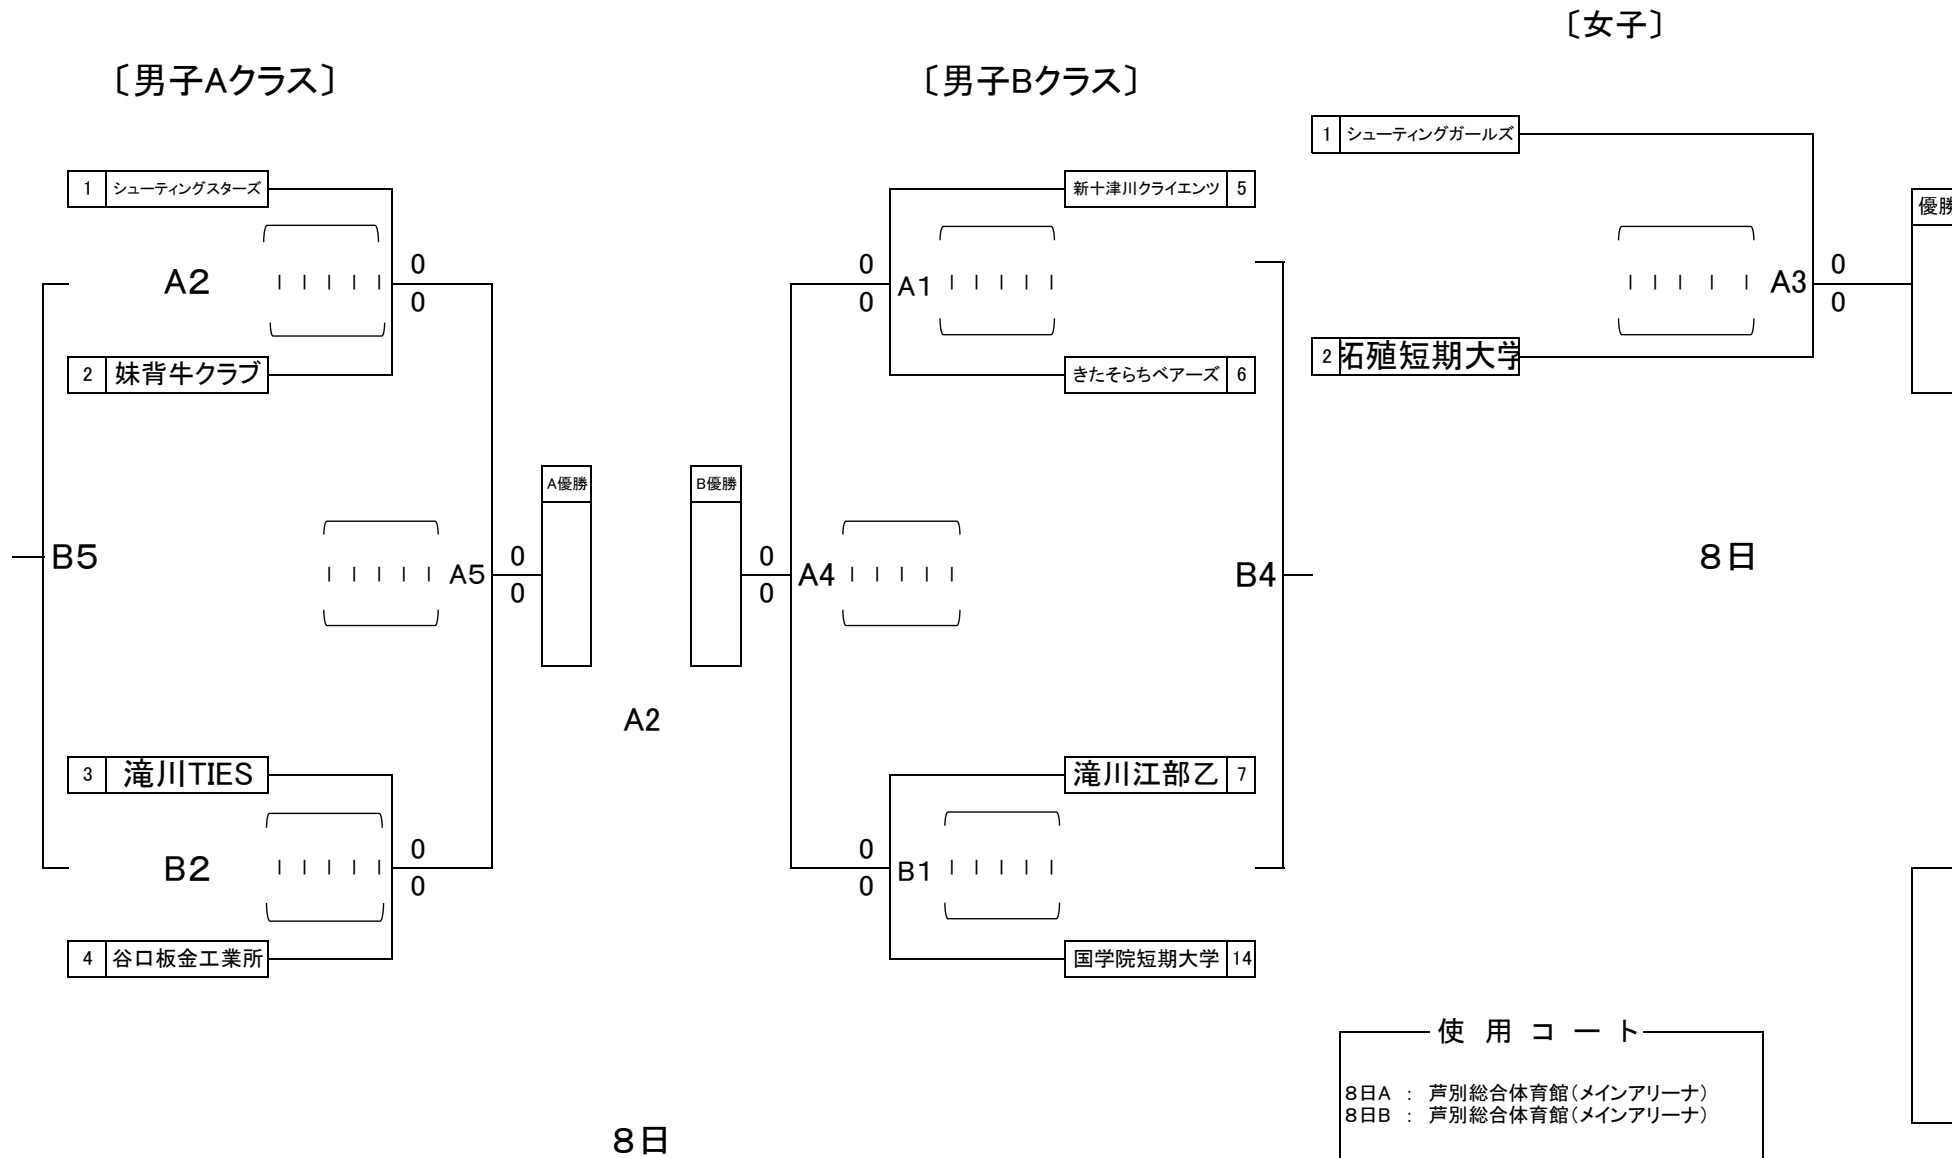 〔女子〕
〔男子Aクラス〕
〔男子Bクラス〕
1 シューティングガールズ
1 シューティングスターズ
新十津川クライエンツ 5
優勝
A2
0
0
0
0
A1
A3
0
0
2 妹背牛クラブ
きたそらちベアーズ 6
2 拓殖短期大学
A優勝
B優勝
B5
A5
0
0
0
0
A4
B4
8日
A2
3 滝川TIES
滝川江部乙 7
B2
0
0
0
0
B1
4 谷口板金工業所
国学院短期大学 14
使用コート
8日A : 芦別総合体育館(メインアリーナ)
8日B : 芦別総合体育館(メインアリーナ)
8日